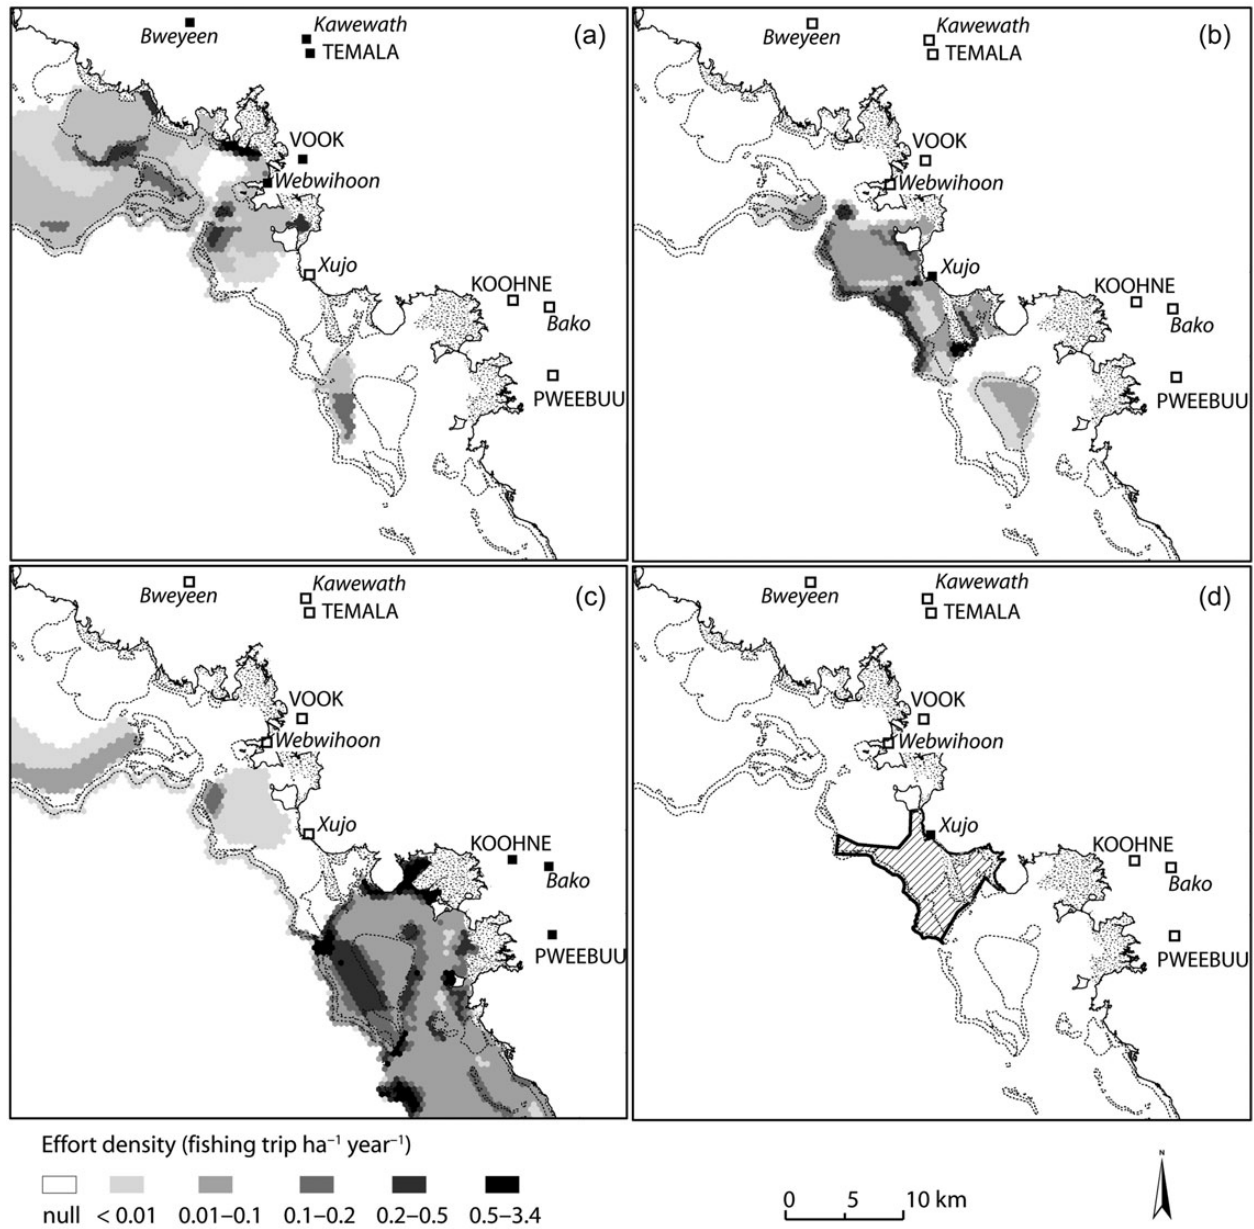 Bweyeen
Kawewath
TEMALA
(a)
VOOK
Webwihoon
Xujo
KOOHNE
Bako
PWEEBUU
Bweyeen
Kawewath
TEMALA
(b)
VOOK
Webwihoon
Xujo
KOOHNE
Bako
PWEEBUU
Bweyeen
Kawewath
TEMALA
(c)
VOOK
Webwihoon
Xujo
KOOHNE
Bako
PWEEBUU
Bweyeen
Kawewath
TEMALA
(d)
VOOK
Webwihoon
Xujo
KOOHNE
Bako
PWEEBUU
Effort density (fishing trip ha⁻¹ year⁻¹)
null < 0.01 0.01–0.1 0.1–0.2 0.2–0.5 0.5–3.4
0 5 10 km
N